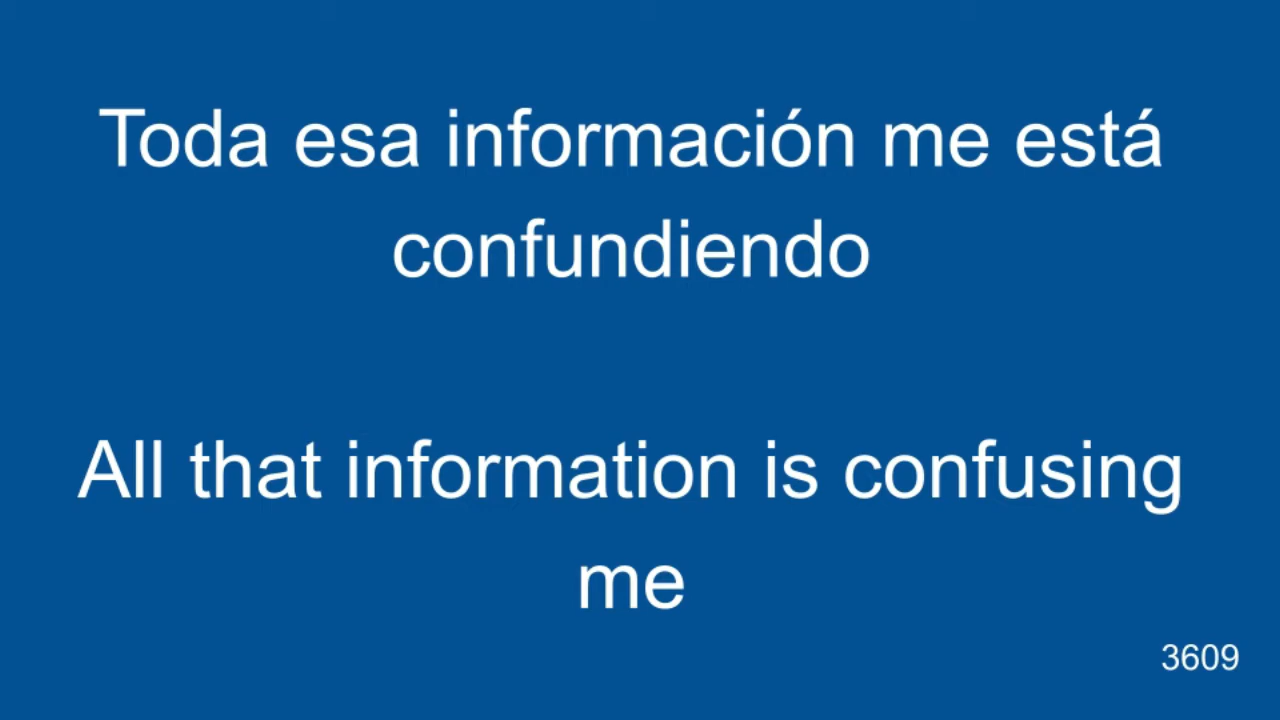 Toda esa información me está
confundiendo
All that information is confusing
me
3609